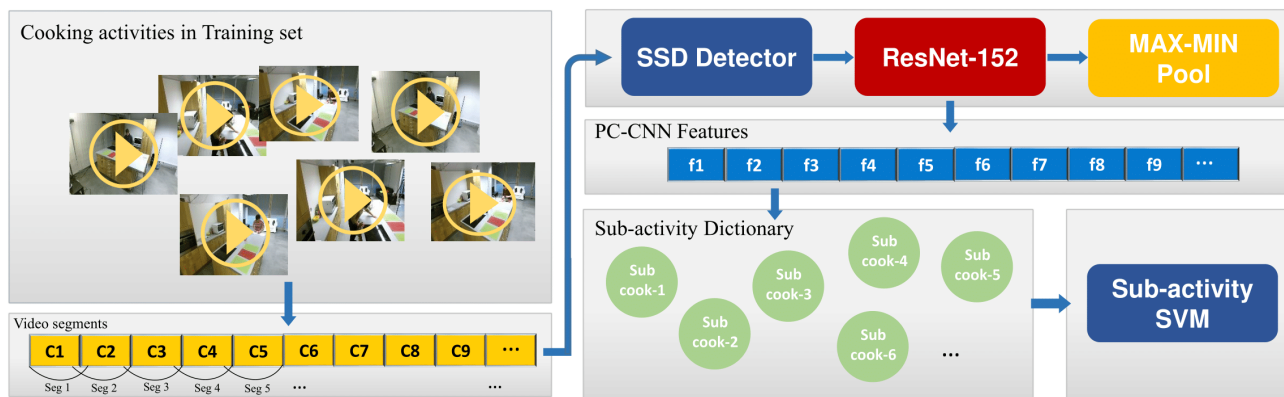 Cooking activities in Training set
Video segments
C1 C2 C3 C4 C5 C6 C7 C8 C9 ...
Seg 1 Seg 2 Seg 3 Seg 4 Seg 5 ... ...
SSD Detector
ResNet-152
MAX-MIN
Pool
PC-CNN Features
f1 f2 f3 f4 f5 f6 f7 f8 f9 ...
Sub-activity Dictionary
Sub
cook-1
Sub
cook-2
Sub
cook-3
Sub
cook-4
Sub
cook-5
Sub
cook-6
...
Sub-activity
SVM